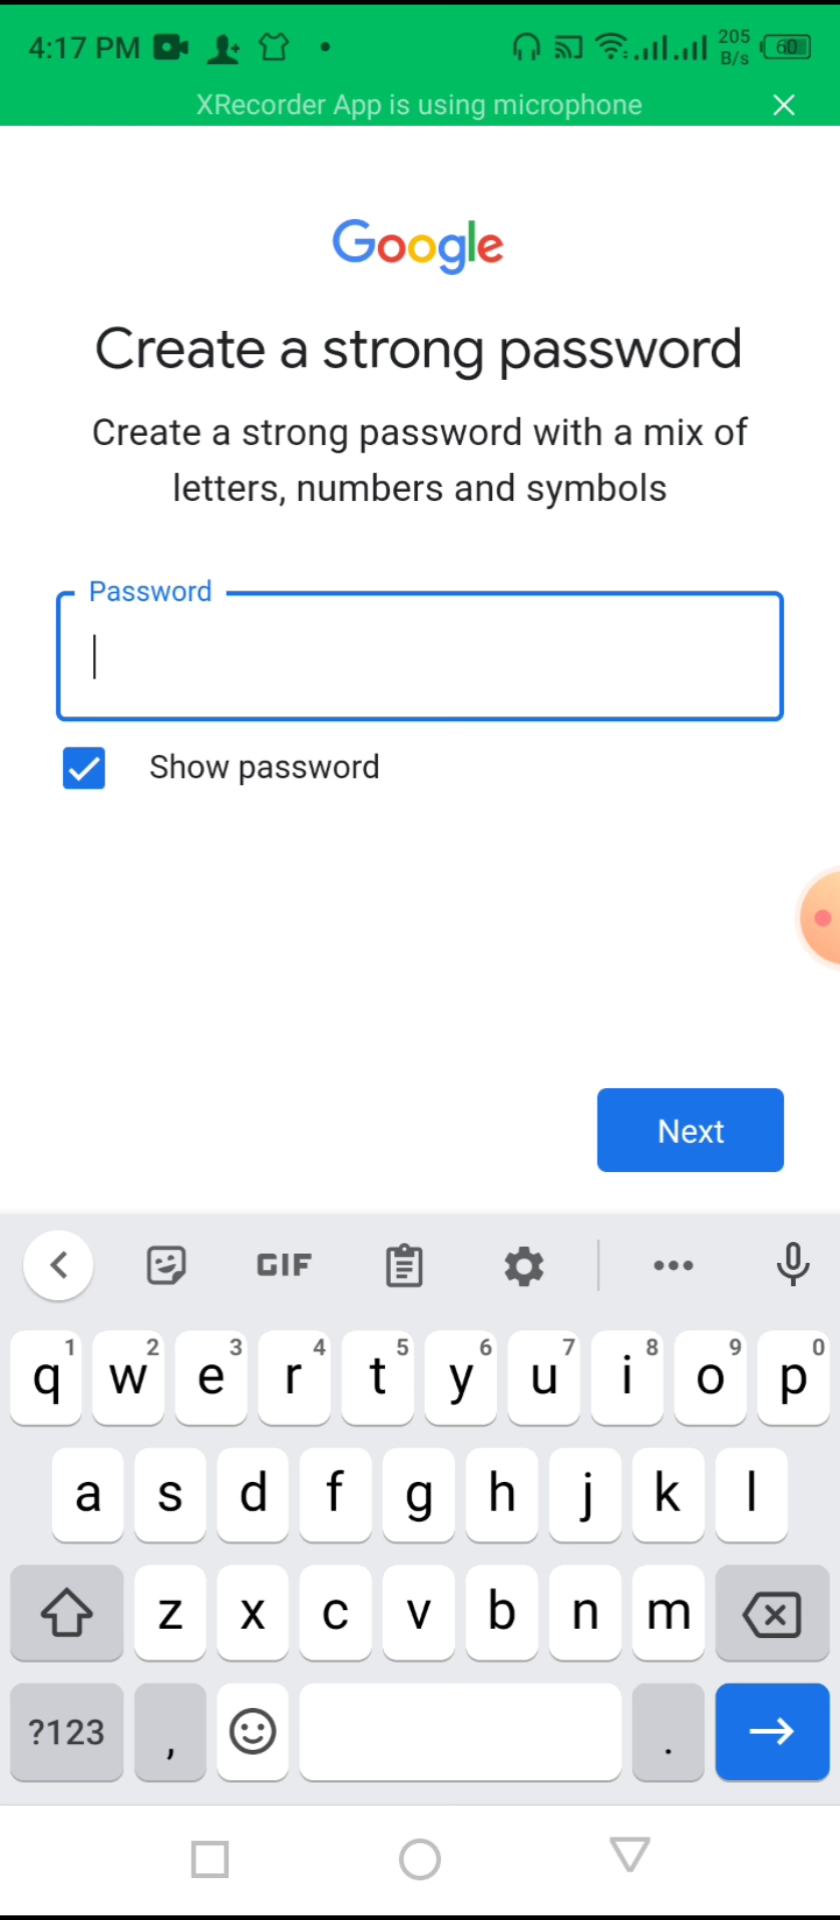 4:17 PM 205 B/s 60
XRecorder App is using microphone
Google
Create a strong password
Create a strong password with a mix of
letters, numbers and symbols
Password
Show password
Next
GIF
q 1 w 2 e 3 r 4 t 5 y 6 u 7 i 8 o 9 p 0
a s d f g h j k l
z x c v b n m
?123 , .